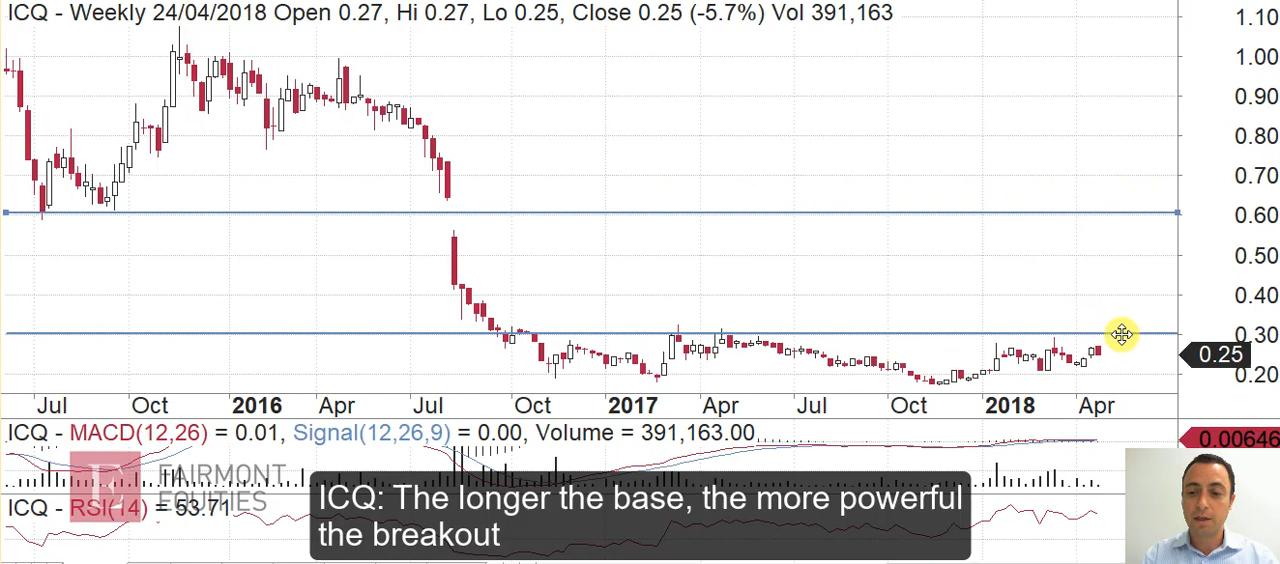 ICQ - Weekly 24/04/2018 Open 0.27, Hi 0.27, Lo 0.25, Close 0.25 (-5.7%) Vol 391,163
1.10
1.00
0.90
0.80
0.70
0.60
0.50
0.40
0.30
0.25
0.20
Jul Oct 2016 Apr Jul Oct 2017 Apr Jul Oct 2018 Apr
ICQ - MACD(12,26) = 0.01, Signal(12,26,9) = 0.00, Volume = 391,163.00
0.00646
FAIRMONT
EQUITIES
ICQ - RSI(14) = 53.71
ICQ: The longer the base, the more powerful
the breakout